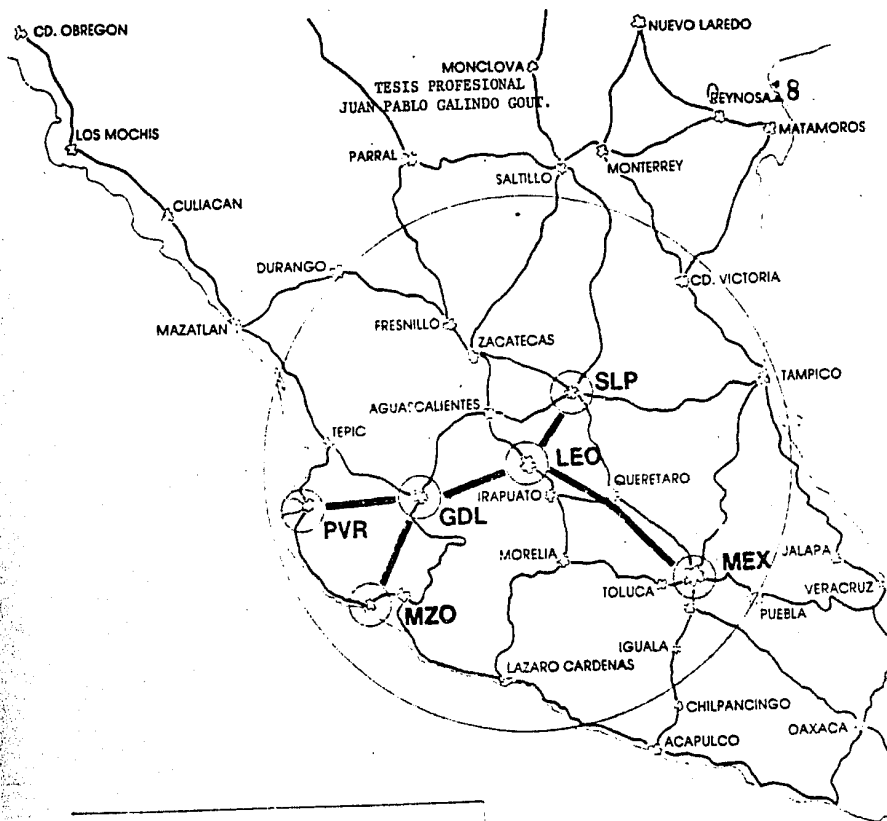 CD. OBREGON
NUEVO LAREDO
MONCLOVA
TESIS PROFESIONAL
JUAN PABLO GALINDO GOUT.
REYNOSA 18
MATAMOROS
LOS MOCHIS
PARRAL
SALTILLO
MONTERREY
CULIACAN
DURANGO
CD. VICTORIA
MAZATLAN
FRESNILLO
ZACATECAS
SLP
TAMPICO
AGUASCALIENTES
TEPIC
LEO
QUERETARO
IRAPUATO
PVR
GDL
MORELIA
MEX
JALAPA
TOLUCA
VERACRUZ
PUEBLA
MZO
IGUALA
LAZARO CARDENAS
CHILPANCINGO
OAXACA
ACAPULCO